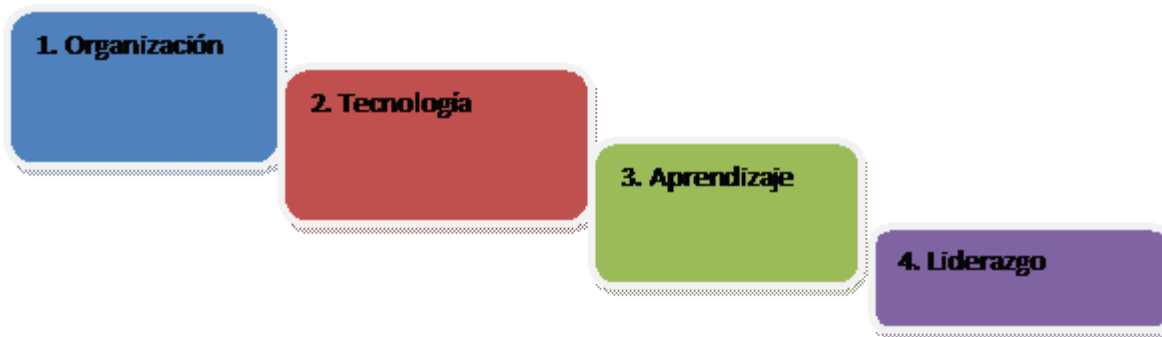 1. Organización
2. Tecnología
3. Aprendizaje
4. Liderazgo